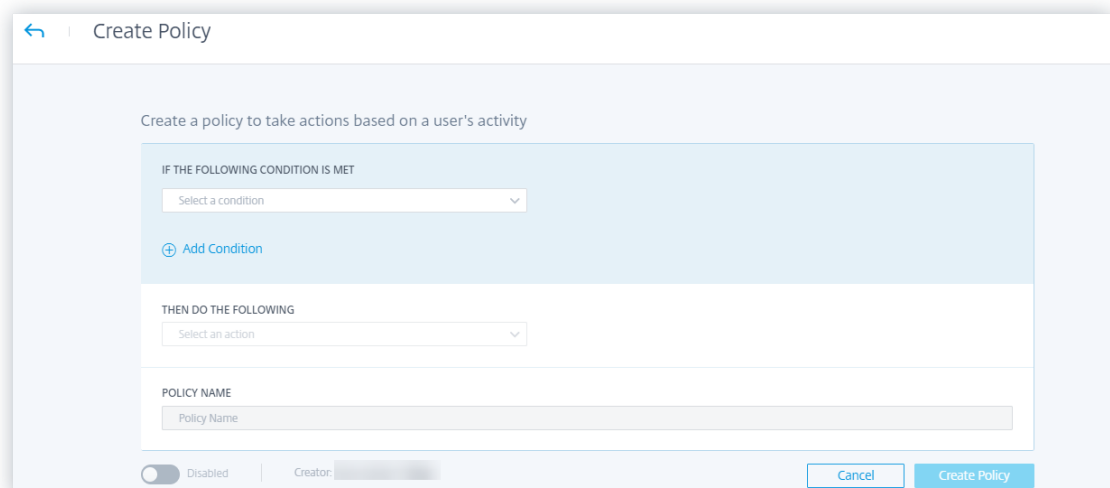 Create Policy
Create a policy to take actions based on a user's activity
IF THE FOLLOWING CONDITION IS MET
Select a condition
Add Condition
THEN DO THE FOLLOWING
Select an action
POLICY NAME
Policy Name
Disabled
Creator:
Cancel
Create Policy